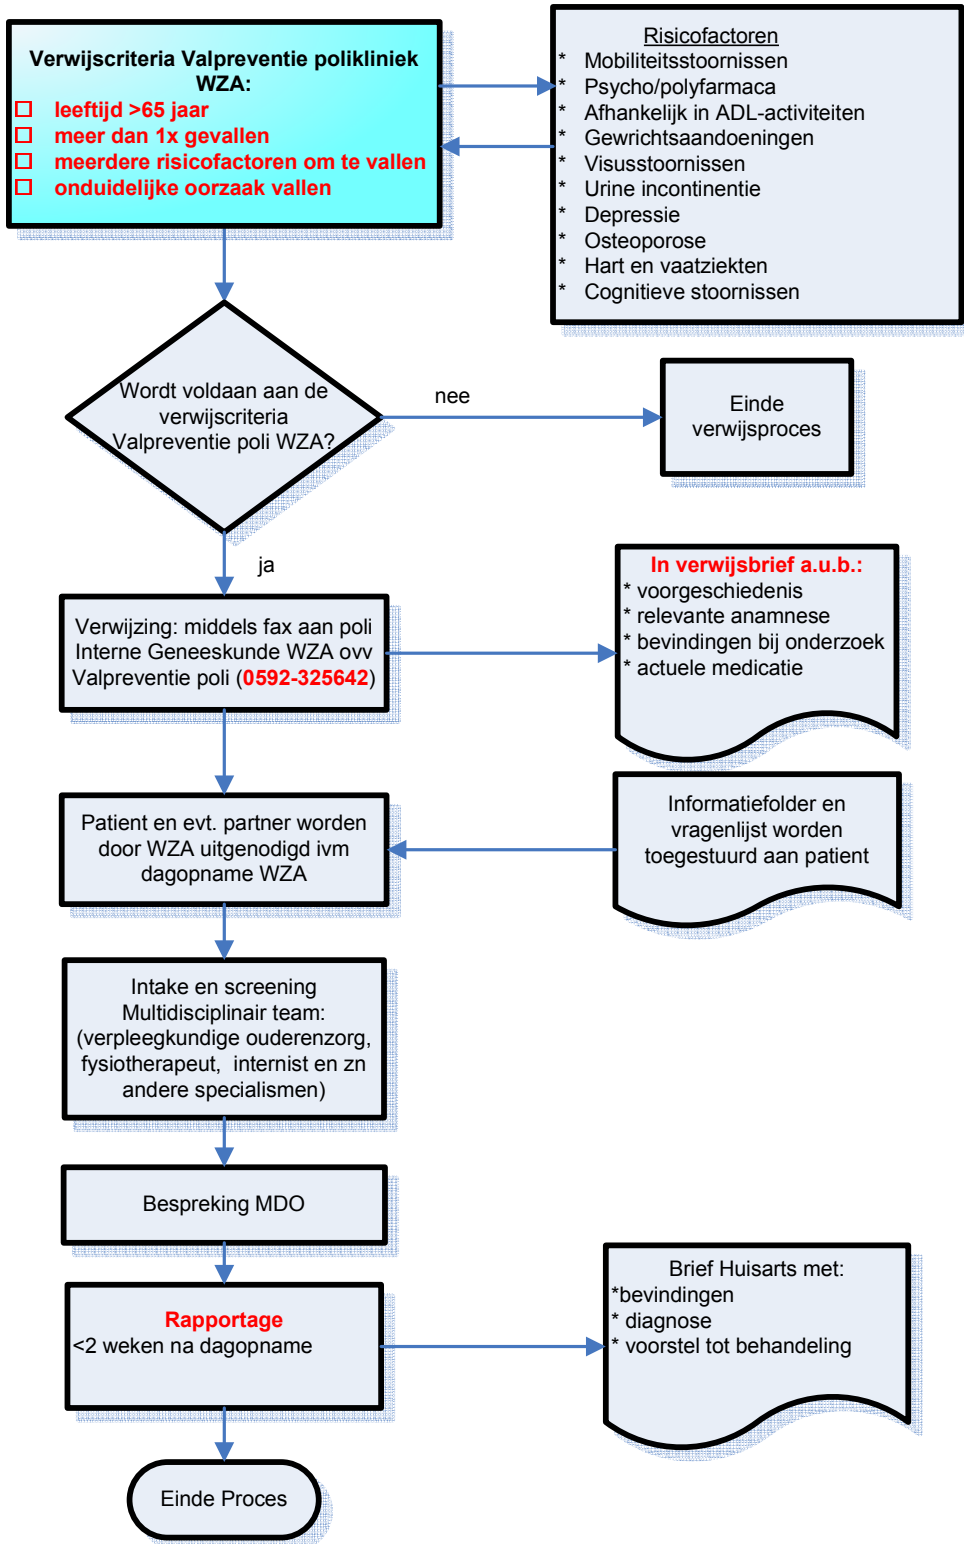 Verwijscriteria Valpreventie polikliniek
WZA:
leeftijd >65 jaar
meer dan 1x gevallen
meerdere risicofactoren om te vallen
onduidelijke oorzaak vallen
Risicofactoren
* Mobiliteitsstoornissen
* Psycho/polyfarmaca
* Afhankelijk in ADL-activiteiten
* Gewrichtsaandoeningen
* Visusstoornissen
* Urine incontinentie
* Depressie
* Osteoporose
* Hart en vaatziekten
* Cognitieve stoornissen
Wordt voldaan aan de
verwijscriteria
Valpreventie poli WZA?
nee
Einde
verwijsproces
ja
Verwijzing: middels fax aan poli
Interne Geneeskunde WZA ovv
Valpreventie poli (0592-325642)
In verwijsbrief a.u.b.:
* voorgeschiedenis
* relevante anamnese
* bevindingen bij onderzoek
* actuele medicatie
Patient en evt. partner worden
door WZA uitgenodigd ivm
dagopname WZA
Informatiefolder en
vragenlijst worden
toegestuurd aan patient
Intake en screening
Multidisciplinair team:
(verpleegkundige ouderenzorg,
fysiotherapeut, internist en zn
andere specialismen)
Bespreking MDO
Rapportage
<2 weken na dagopname
Brief Huisarts met:
*bevindingen
* diagnose
* voorstel tot behandeling
Einde Proces